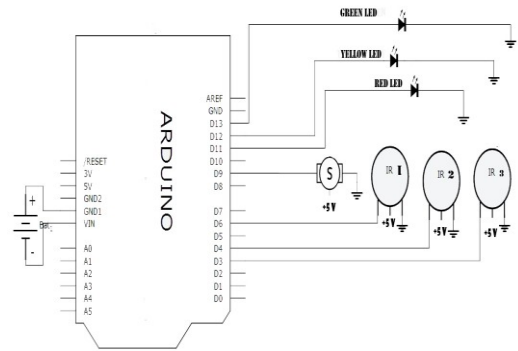 GREEN LED
YELLOW LED
RED LED
ARDUINO
AREF
GND
D13
D12
D11
D10
D9
D8
D7
D6
D5
D4
D3
D2
D1
D0
/RESET
3V
5V
GND2
GND1
VIN
A0
A1
A2
A3
A4
A5
+
Bat
-
S
+5V
IR 1
+5V
IR 2
+5V
IR 3
+5V